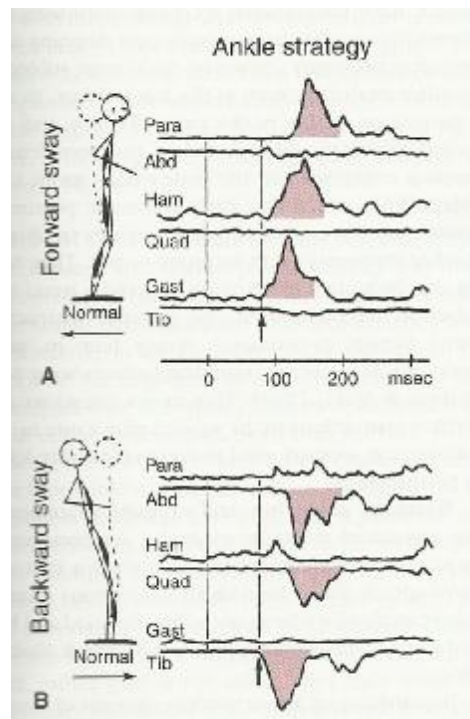 Ankle strategy
Forward sway
Para
Abd
Ham
Quad
Gast
Tib
Normal
A
0 100 200 msec
Backward sway
Para
Abd
Ham
Quad
Gast
Tib
Normal
B